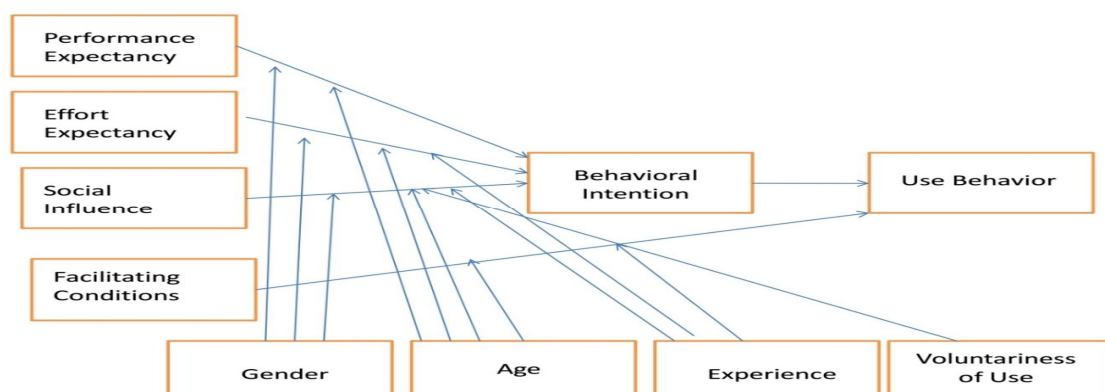 Performance
Expectancy
Effort
Expectancy
Social
Influence
Behavioral
Intention
Use Behavior
Facilitating
Conditions
Gender
Age
Experience
Voluntariness
of Use